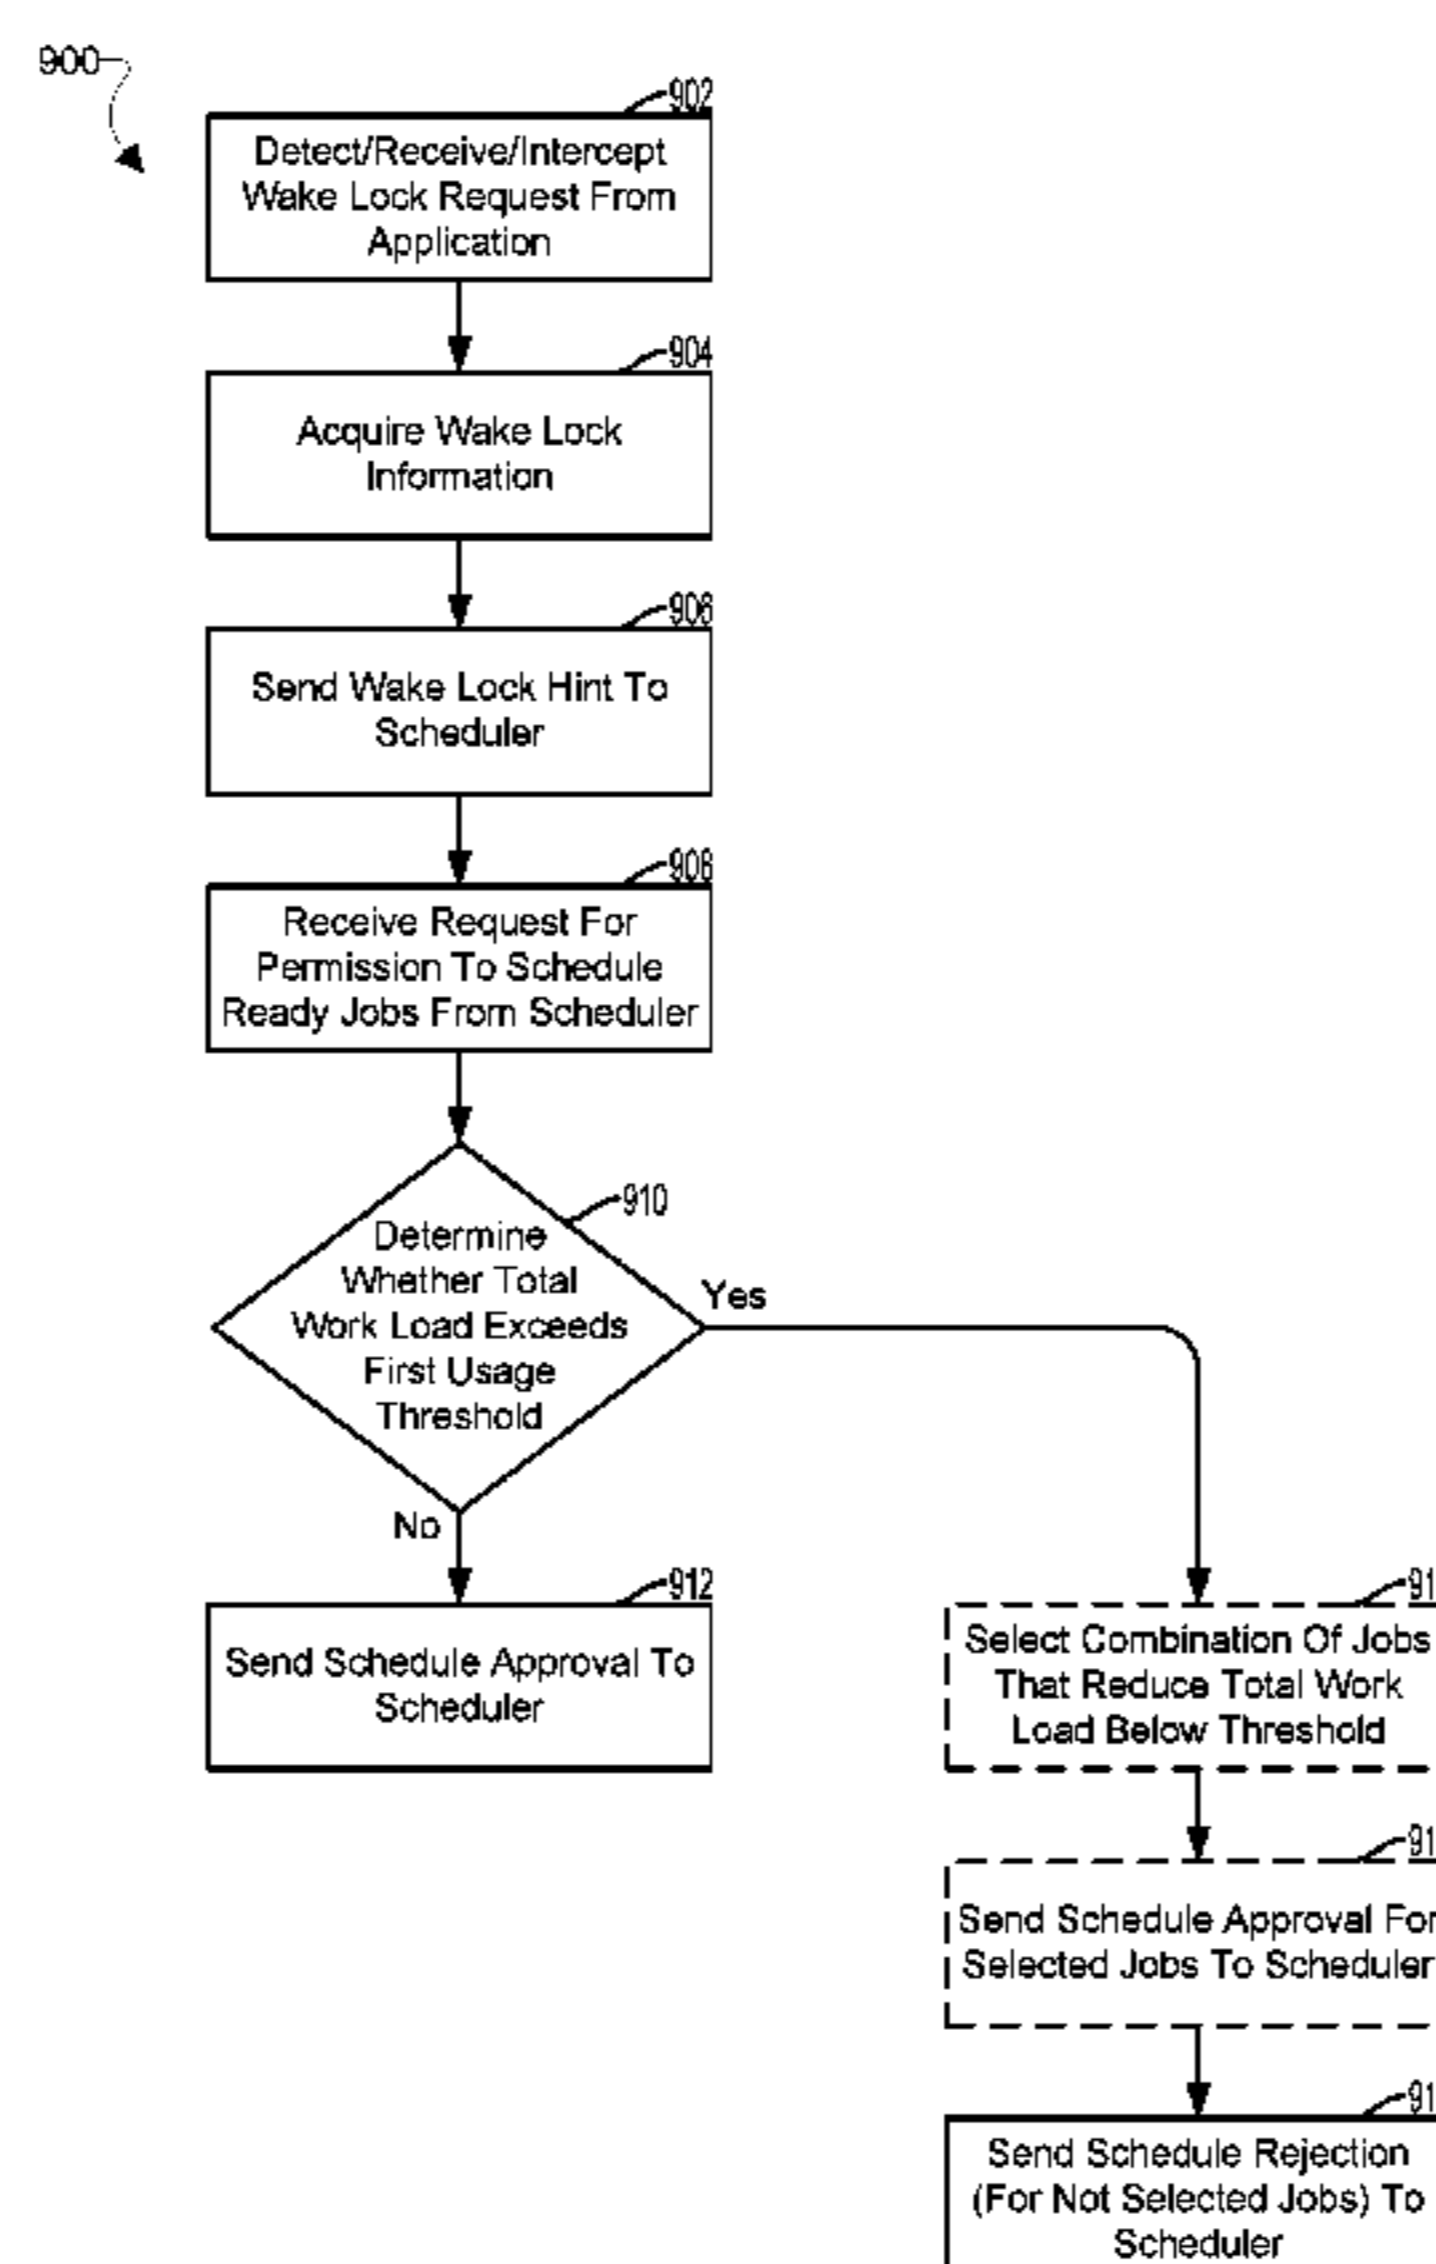 900
902
Detect/Receive/Intercept
Wake Lock Request From
Application
904
Acquire Wake Lock
Information
906
Send Wake Lock Hint To
Scheduler
908
Receive Request For
Permission To Schedule
Ready Jobs From Scheduler
910
Determine
Whether Total
Work Load Exceeds
First Usage
Threshold
Yes
No
912
Send Schedule Approval To
Scheduler
Select Combination Of Jobs
That Reduce Total Work
Load Below Threshold
Send Schedule Approval For
Selected Jobs To Scheduler
Send Schedule Rejection
(For Not Selected Jobs) To
Scheduler